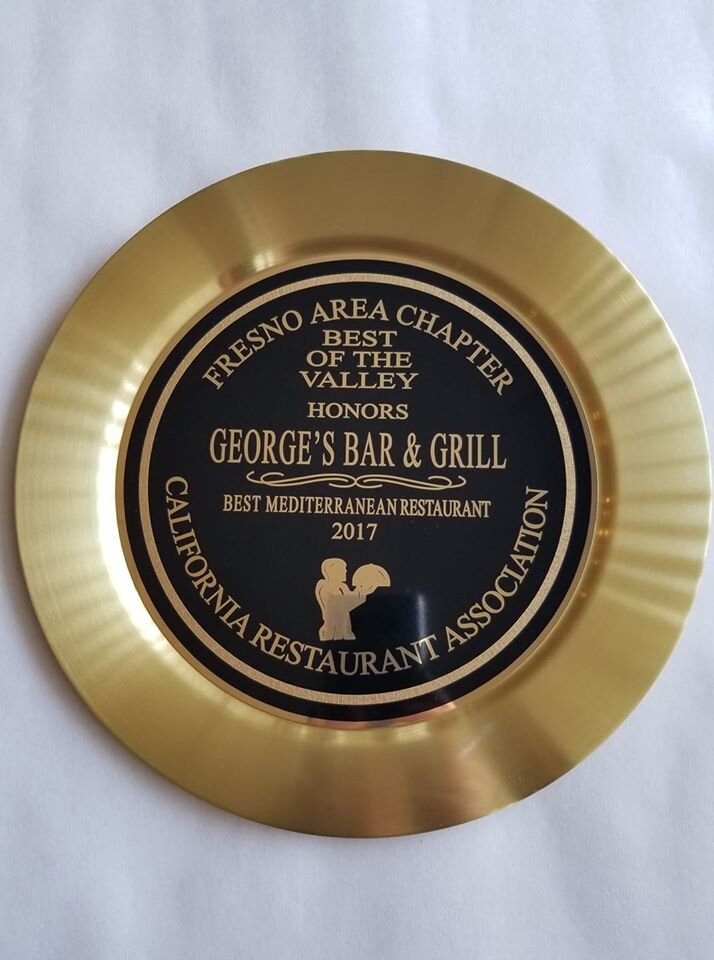 FRESNO AREA CHAPTER
BEST
OF THE
VALLEY
HONORS
GEORGE'S BAR & GRILL
BEST MEDITERRANEAN RESTAURANT
2017
CALIFORNIA RESTAURANT ASSOCIATION